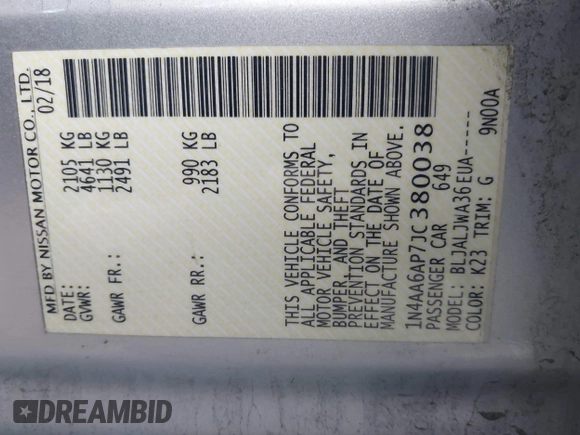 MFD BY NISSAN MOTOR CO., LTD.
DATE: 02/18
GVWR: 2105 KG
4641 LB
GAWR FR.: 1130 KG
2491 LB
GAWR RR.: 990 KG
2183 LB
THIS VEHICLE CONFORMS TO
ALL APPLICABLE FEDERAL
MOTOR VEHICLE SAFETY,
BUMPER, AND THEFT
PREVENTION STANDARDS IN
EFFECT ON THE DATE OF
MANUFACTURE SHOWN ABOVE.
1N4AA6AP7JC380038
PASSENGER CAR 649
MODEL: BLJALJWA36EUA-----
COLOR: K23 TRIM: G 9N00A
DREAMBID